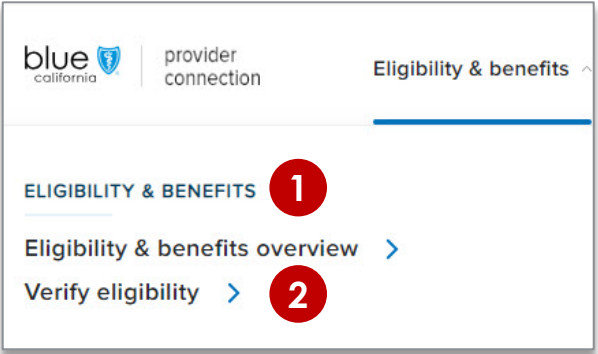 blue
california
provider
connection
Eligibility & benefits
ELIGIBILITY & BENEFITS 1
Eligibility & benefits overview
Verify eligibility 2